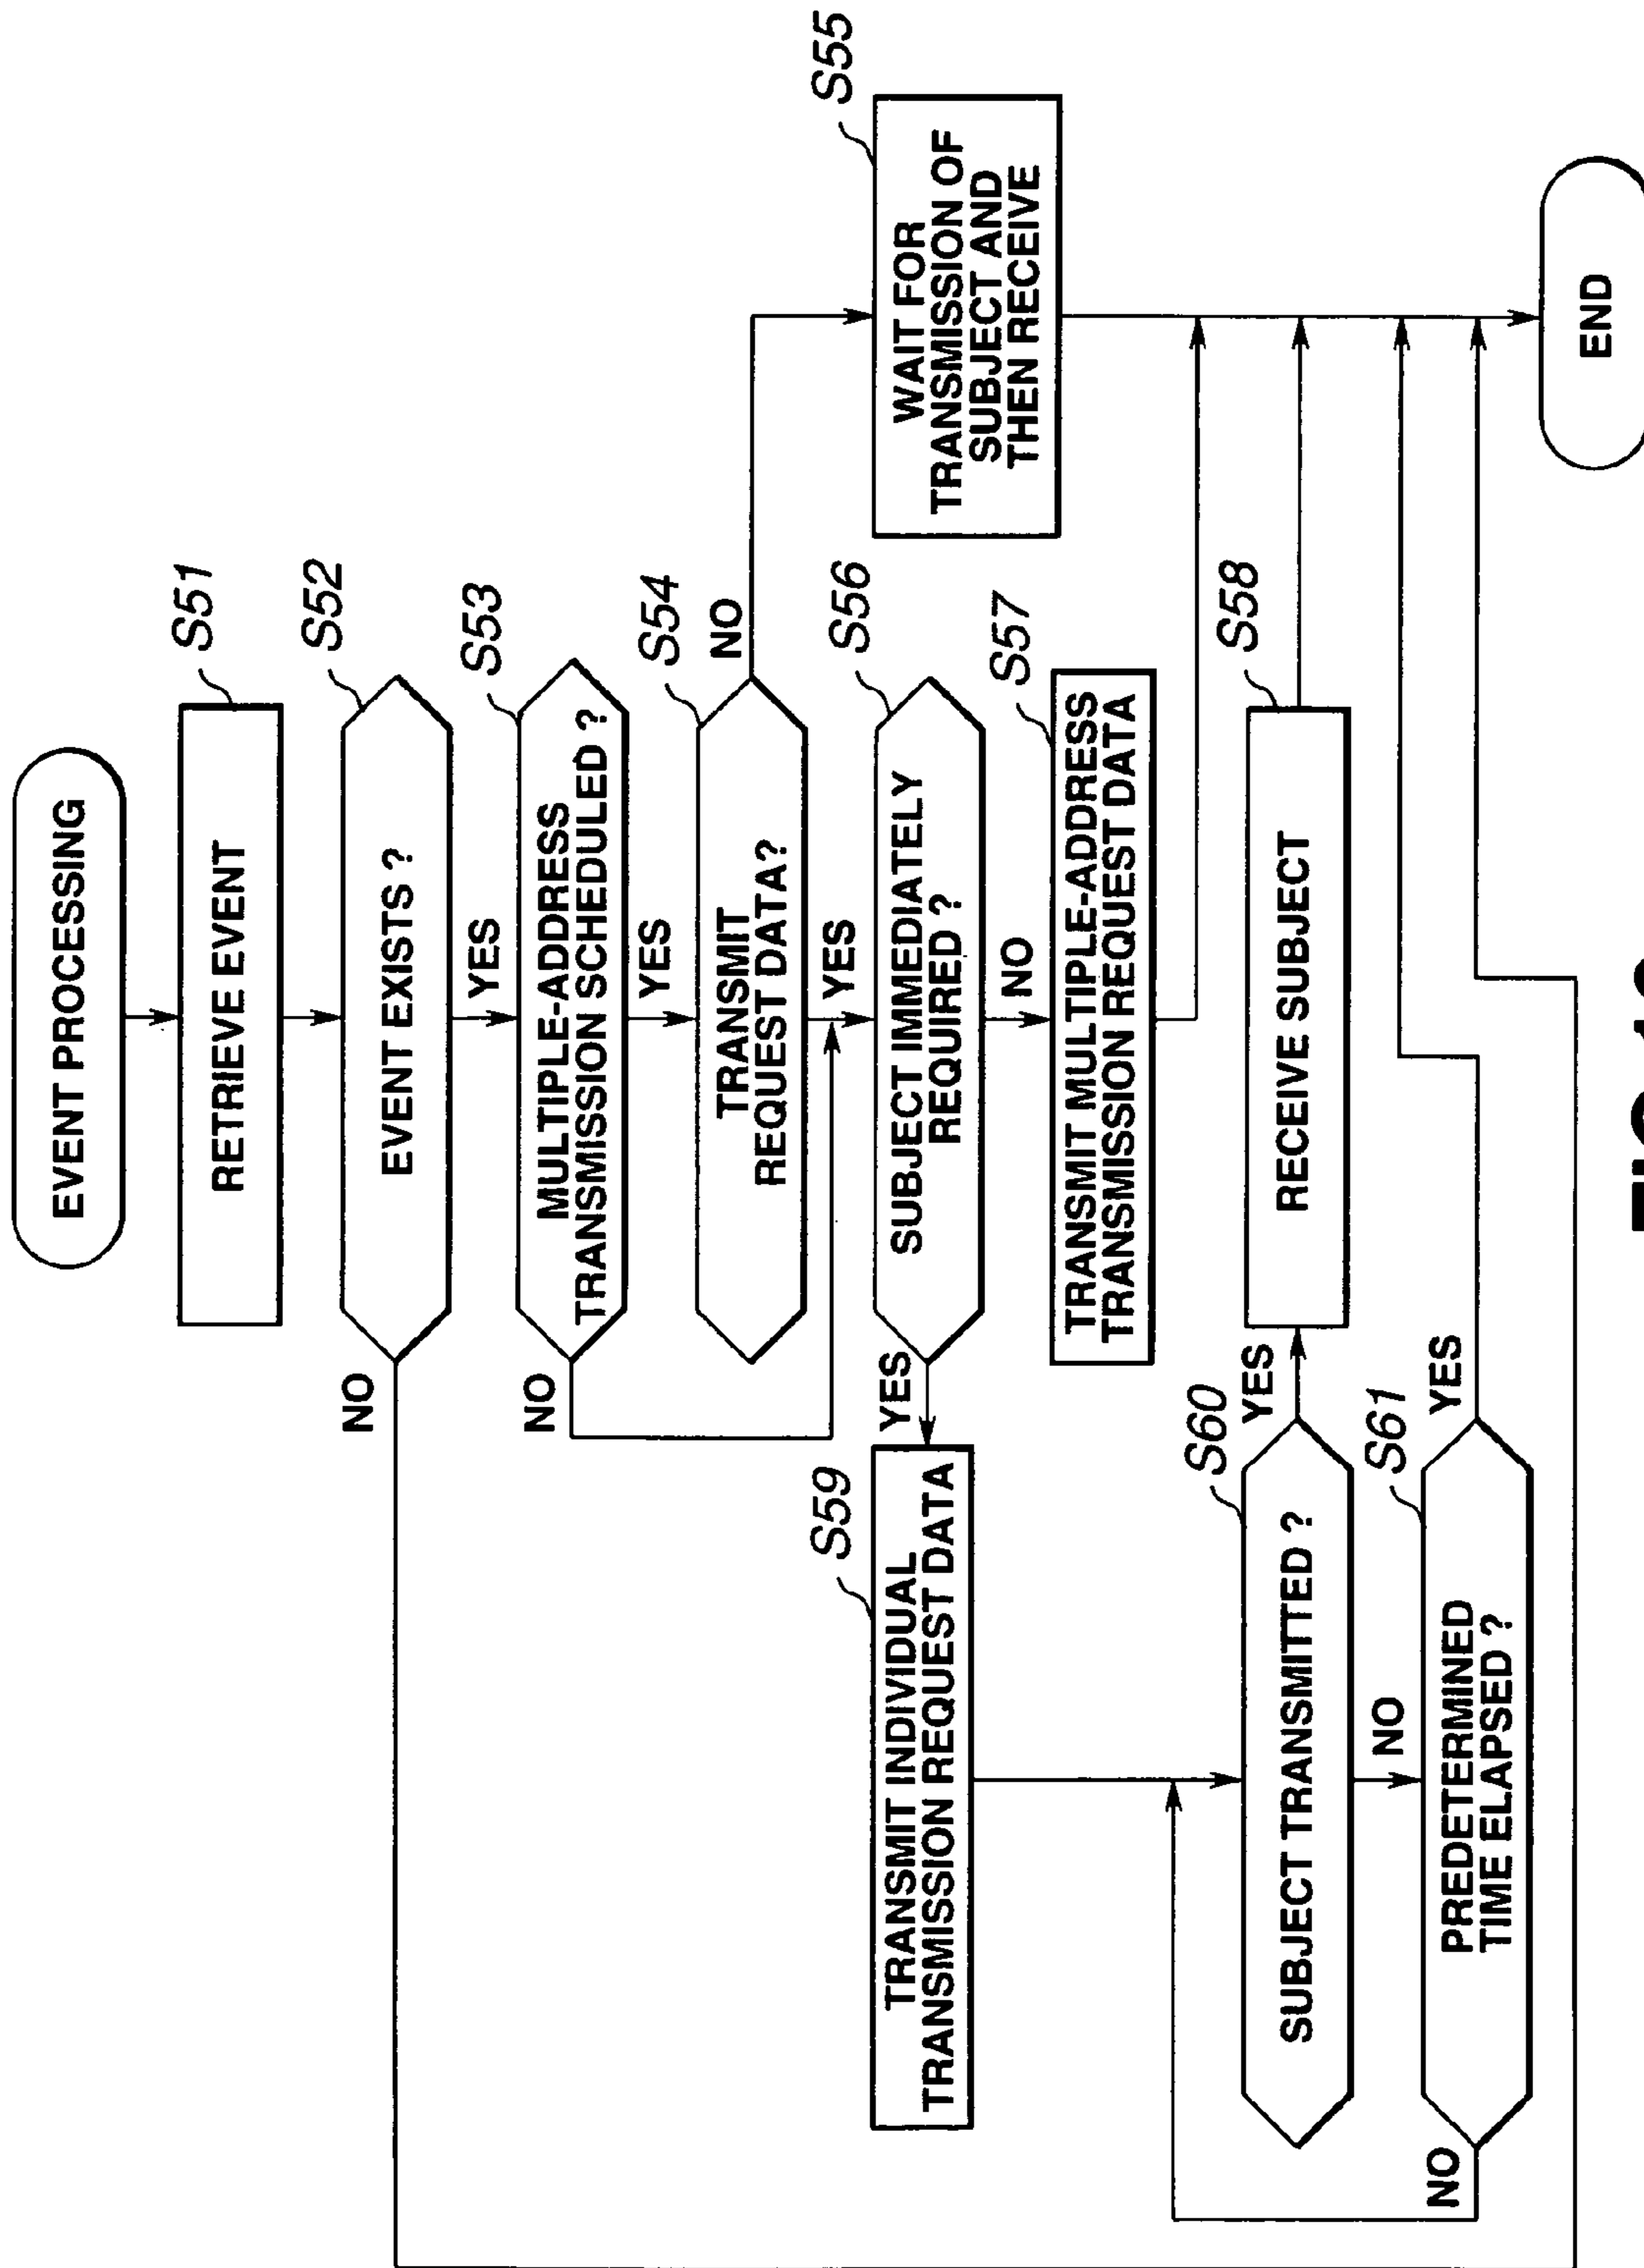 EVENT PROCESSING
S51
RETRIEVE EVENT
S52
EVENT EXISTS ?
NO
YES
S53
MULTIPLE-ADDRESS
TRANSMISSION SCHEDULED ?
NO
YES
S54
TRANSMIT
REQUEST DATA?
NO
YES
S55
WAIT FOR
TRANSMISSION OF
SUBJECT AND
THEN RECEIVE
S56
SUBJECT IMMEDIATELY
REQUIRED ?
YES
NO
S59
TRANSMIT INDIVIDUAL
TRANSMISSION REQUEST DATA
S57
TRANSMIT MULTIPLE-ADDRESS
TRANSMISSION REQUEST DATA
S60
SUBJECT TRANSMITTED ?
YES
S58
RECEIVE SUBJECT
NO
S61
PREDETERMINED
TIME ELAPSED ?
NO
YES
END